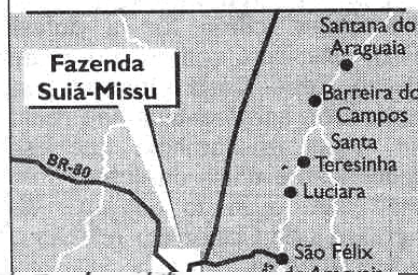 Santana do
Araguaia
Fazenda
Suiá-Missu
Barreira do
Campos
Santa
Teresinha
BR-80
Luciara
São Félix